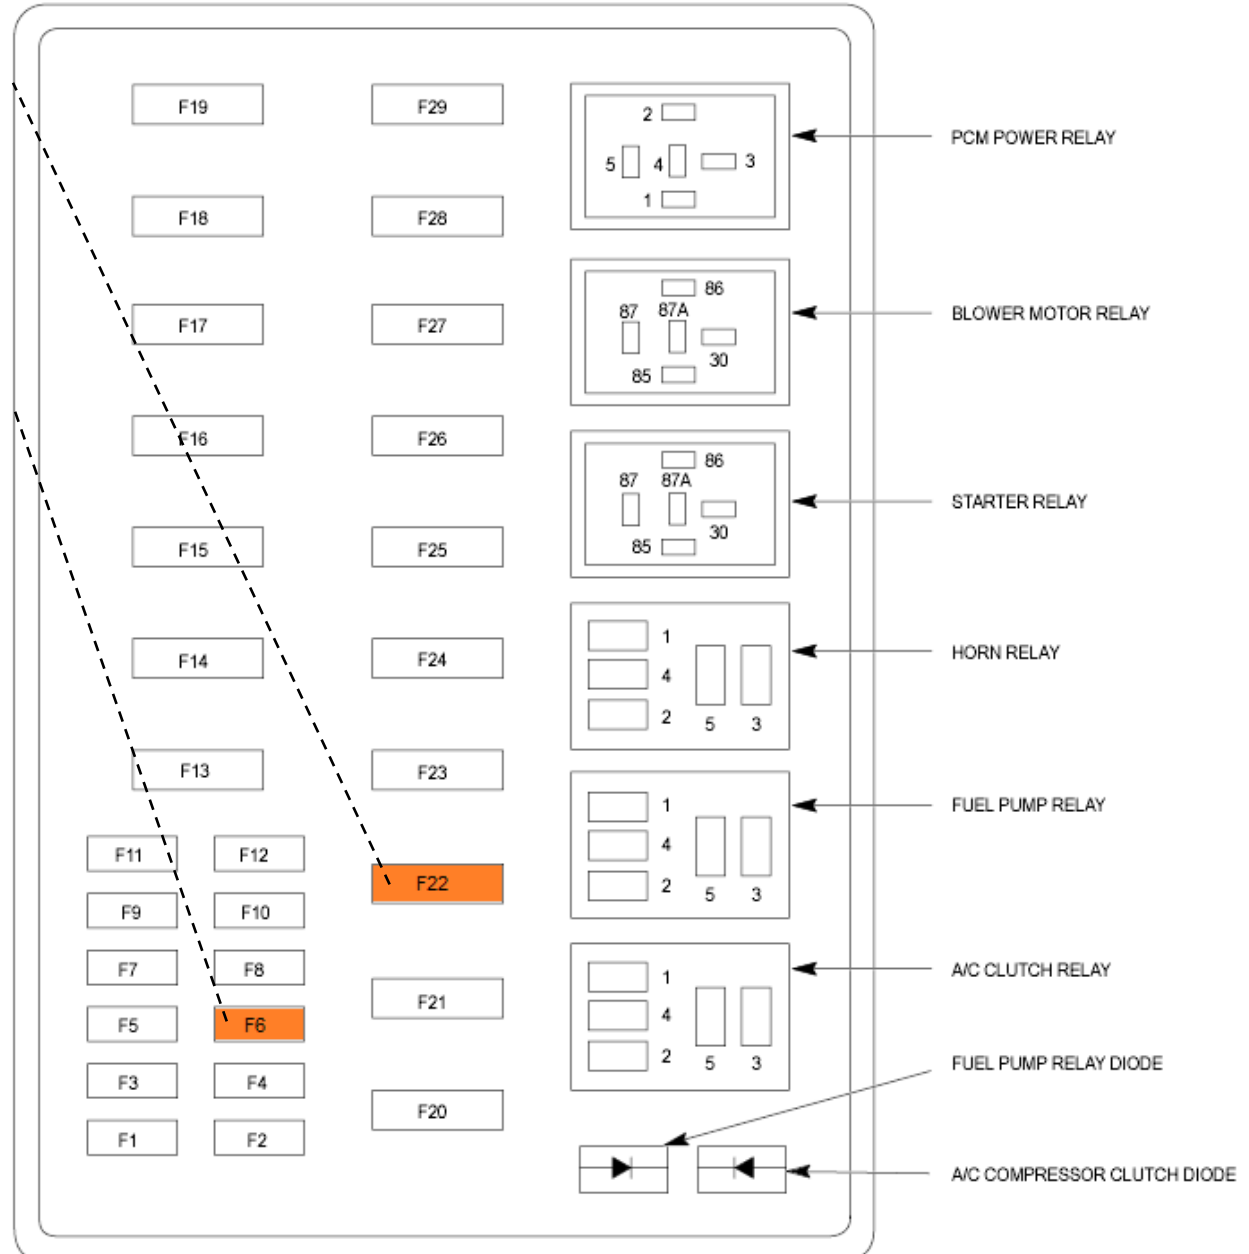 F19
F18
F17
F16
F15
F14
F13
F11 F12
F9 F10
F7 F8
F5 F6
F3 F4
F1 F2
F29
F28
F27
F26
F25
F24
F23
F22
F21
F20
2
5 4 3
1
PCM POWER RELAY
86
87 87A
30
85
BLOWER MOTOR RELAY
86
87 87A
30
85
STARTER RELAY
1
4
2 5 3
HORN RELAY
1
4
2 5 3
FUEL PUMP RELAY
1
4
2 5 3
A/C CLUTCH RELAY
FUEL PUMP RELAY DIODE
A/C COMPRESSOR CLUTCH DIODE